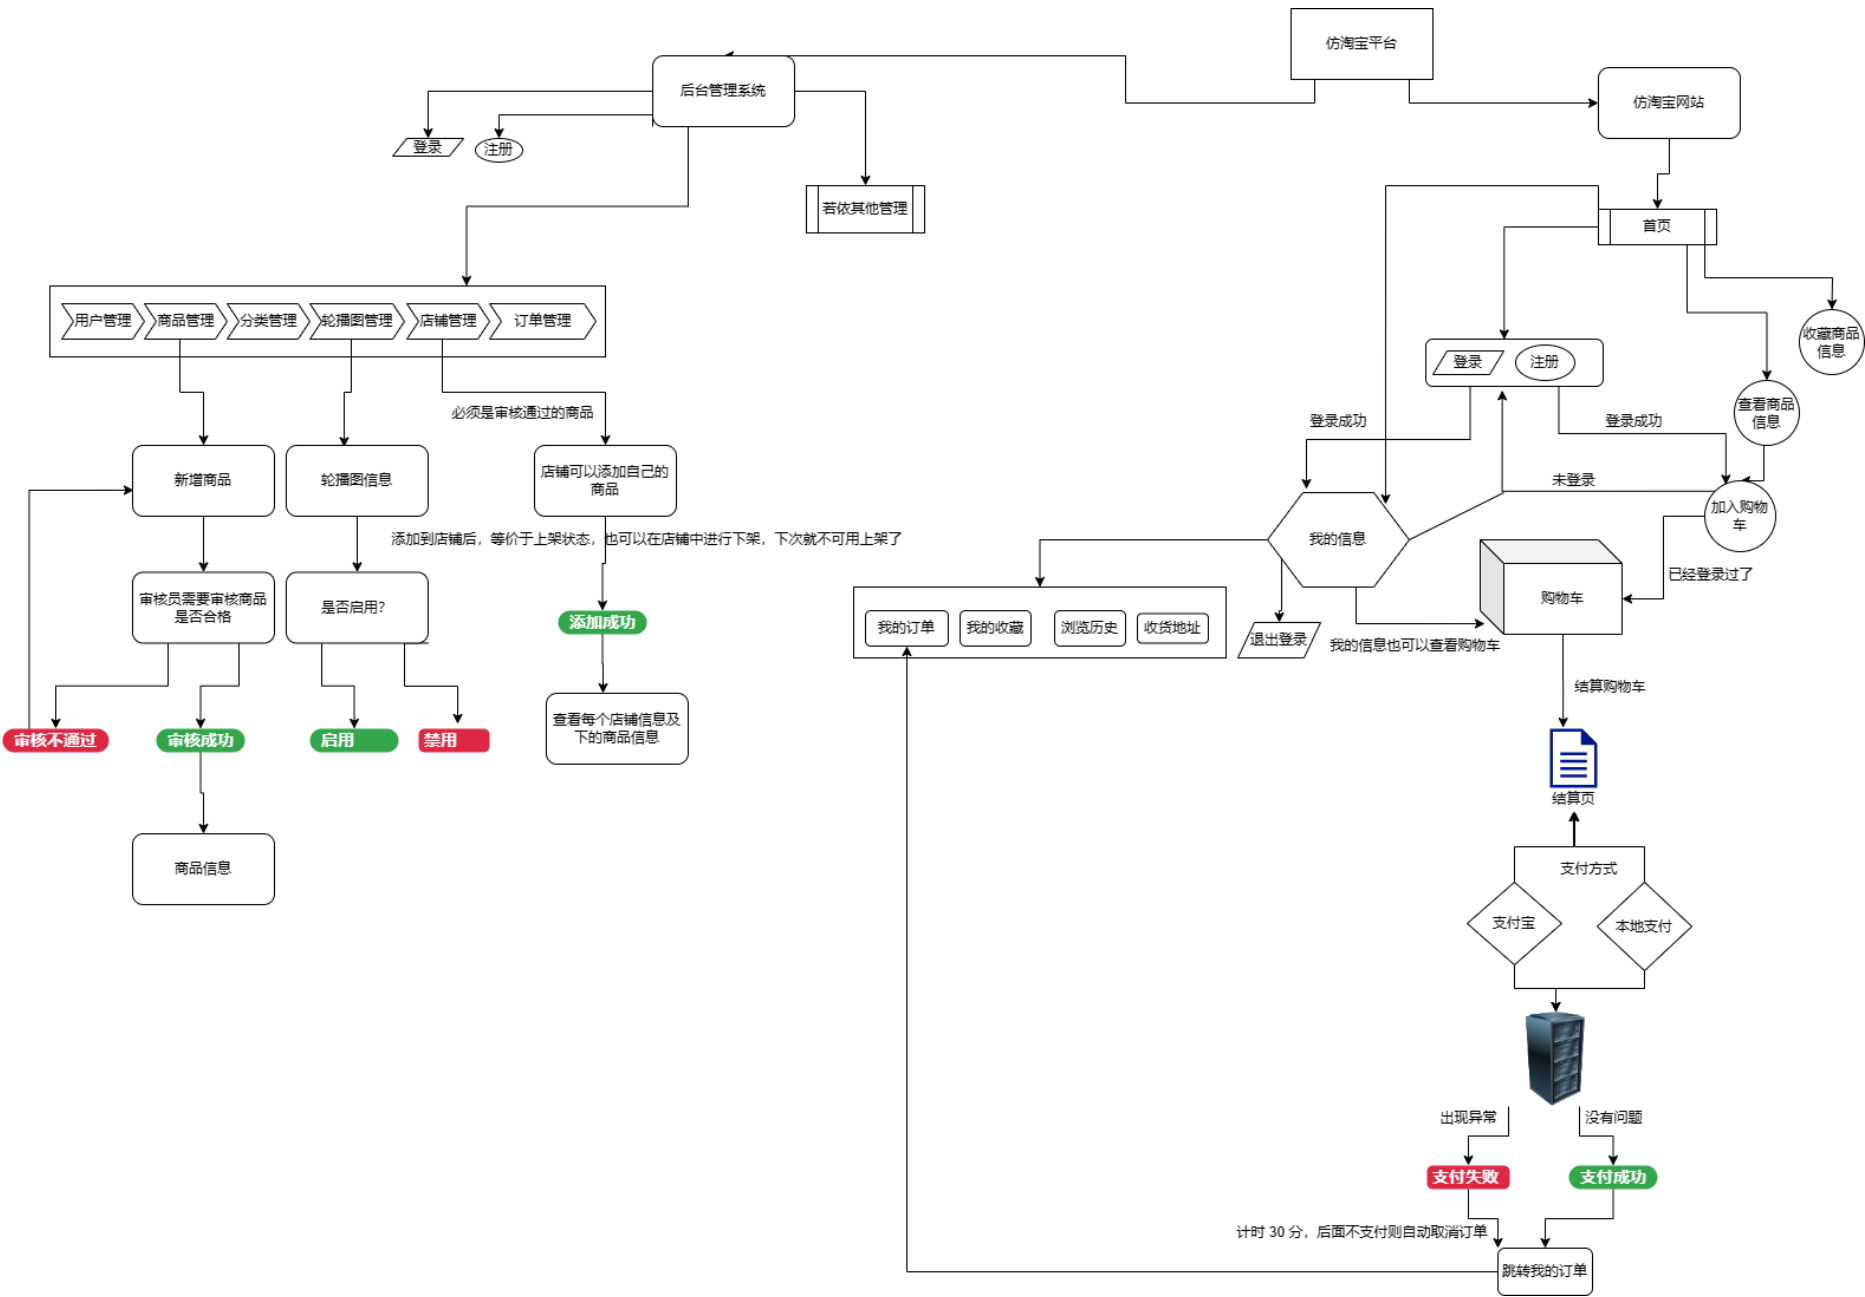 仿淘宝平台
后台管理系统
仿淘宝网站
登录
注册
若依其他管理
首页
用户管理
商品管理
分类管理
轮播图管理
店铺管理
订单管理
收藏商品
信息
登录
注册
查看商品
信息
必须是审核通过的商品
登录成功
登录成功
新增商品
轮播图信息
店铺可以添加自己的
商品
未登录
加入购物
车
添加到店铺后，等价于上架状态，也可以在店铺中进行下架，下次就不可用上架了
我的信息
已经登录过了
审核员需要审核商品
是否合格
是否启用?
购物车
添加成功
我的订单
我的收藏
浏览历史
收货地址
退出登录
我的信息也可以查看购物车
结算购物车
查看每个店铺信息及
下的商品信息
审核不通过
审核成功
启用
禁用
结算页
商品信息
支付方式
支付宝
本地支付
出现异常
没有问题
支付失败
支付成功
计时 30 分，后面不支付则自动取消订单
跳转我的订单